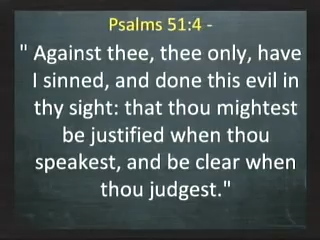 Psalms 51:4 -
" Against thee, thee only, have
I sinned, and done this evil in
thy sight: that thou mightest
be justified when thou
speakest, and be clear when
thou judgest."